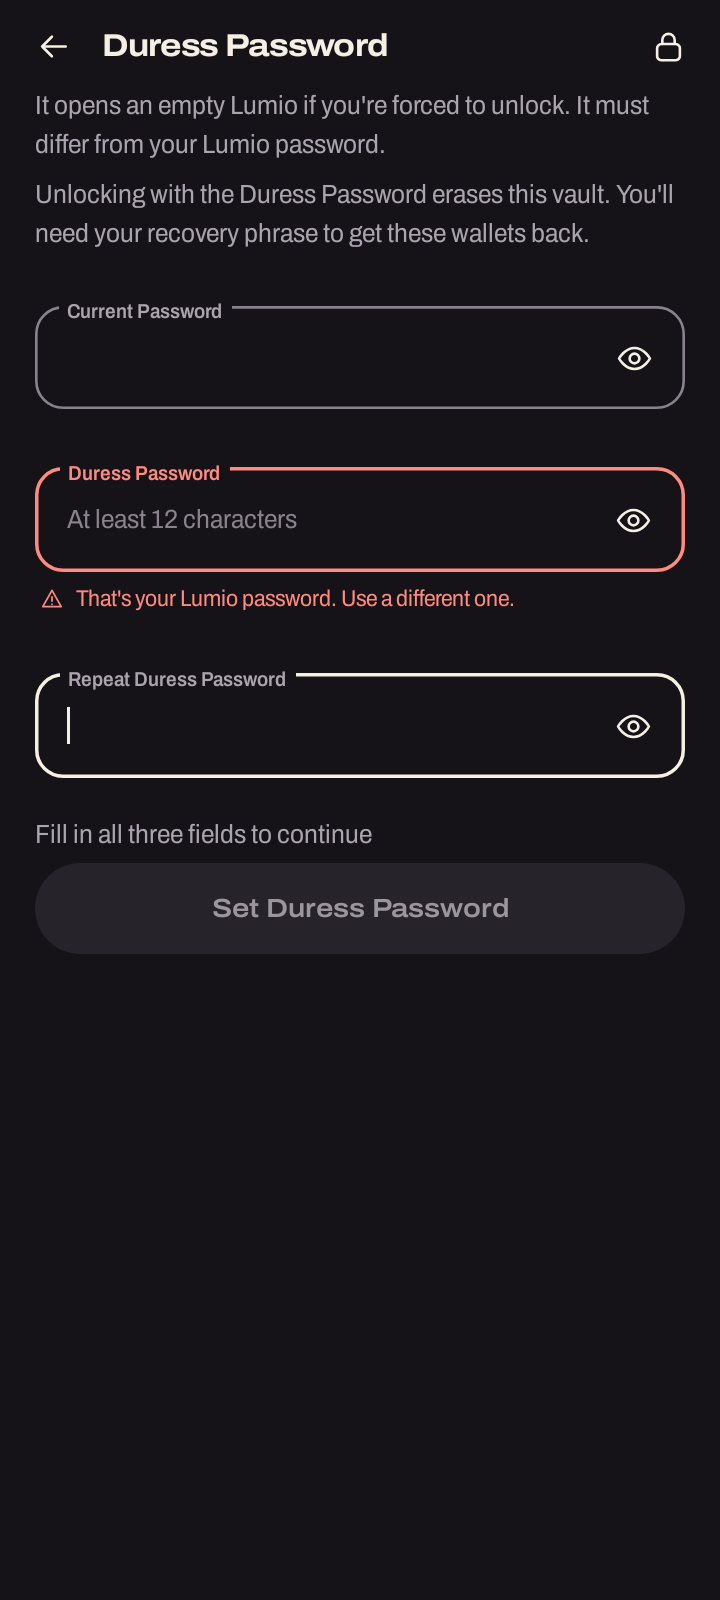 Duress Password
It opens an empty Lumio if you're forced to unlock. It must
differ from your Lumio password.
Unlocking with the Duress Password erases this vault. You'll
need your recovery phrase to get these wallets back.
Current Password
Duress Password
At least 12 characters
That's your Lumio password. Use a different one.
Repeat Duress Password
Fill in all three fields to continue
Set Duress Password